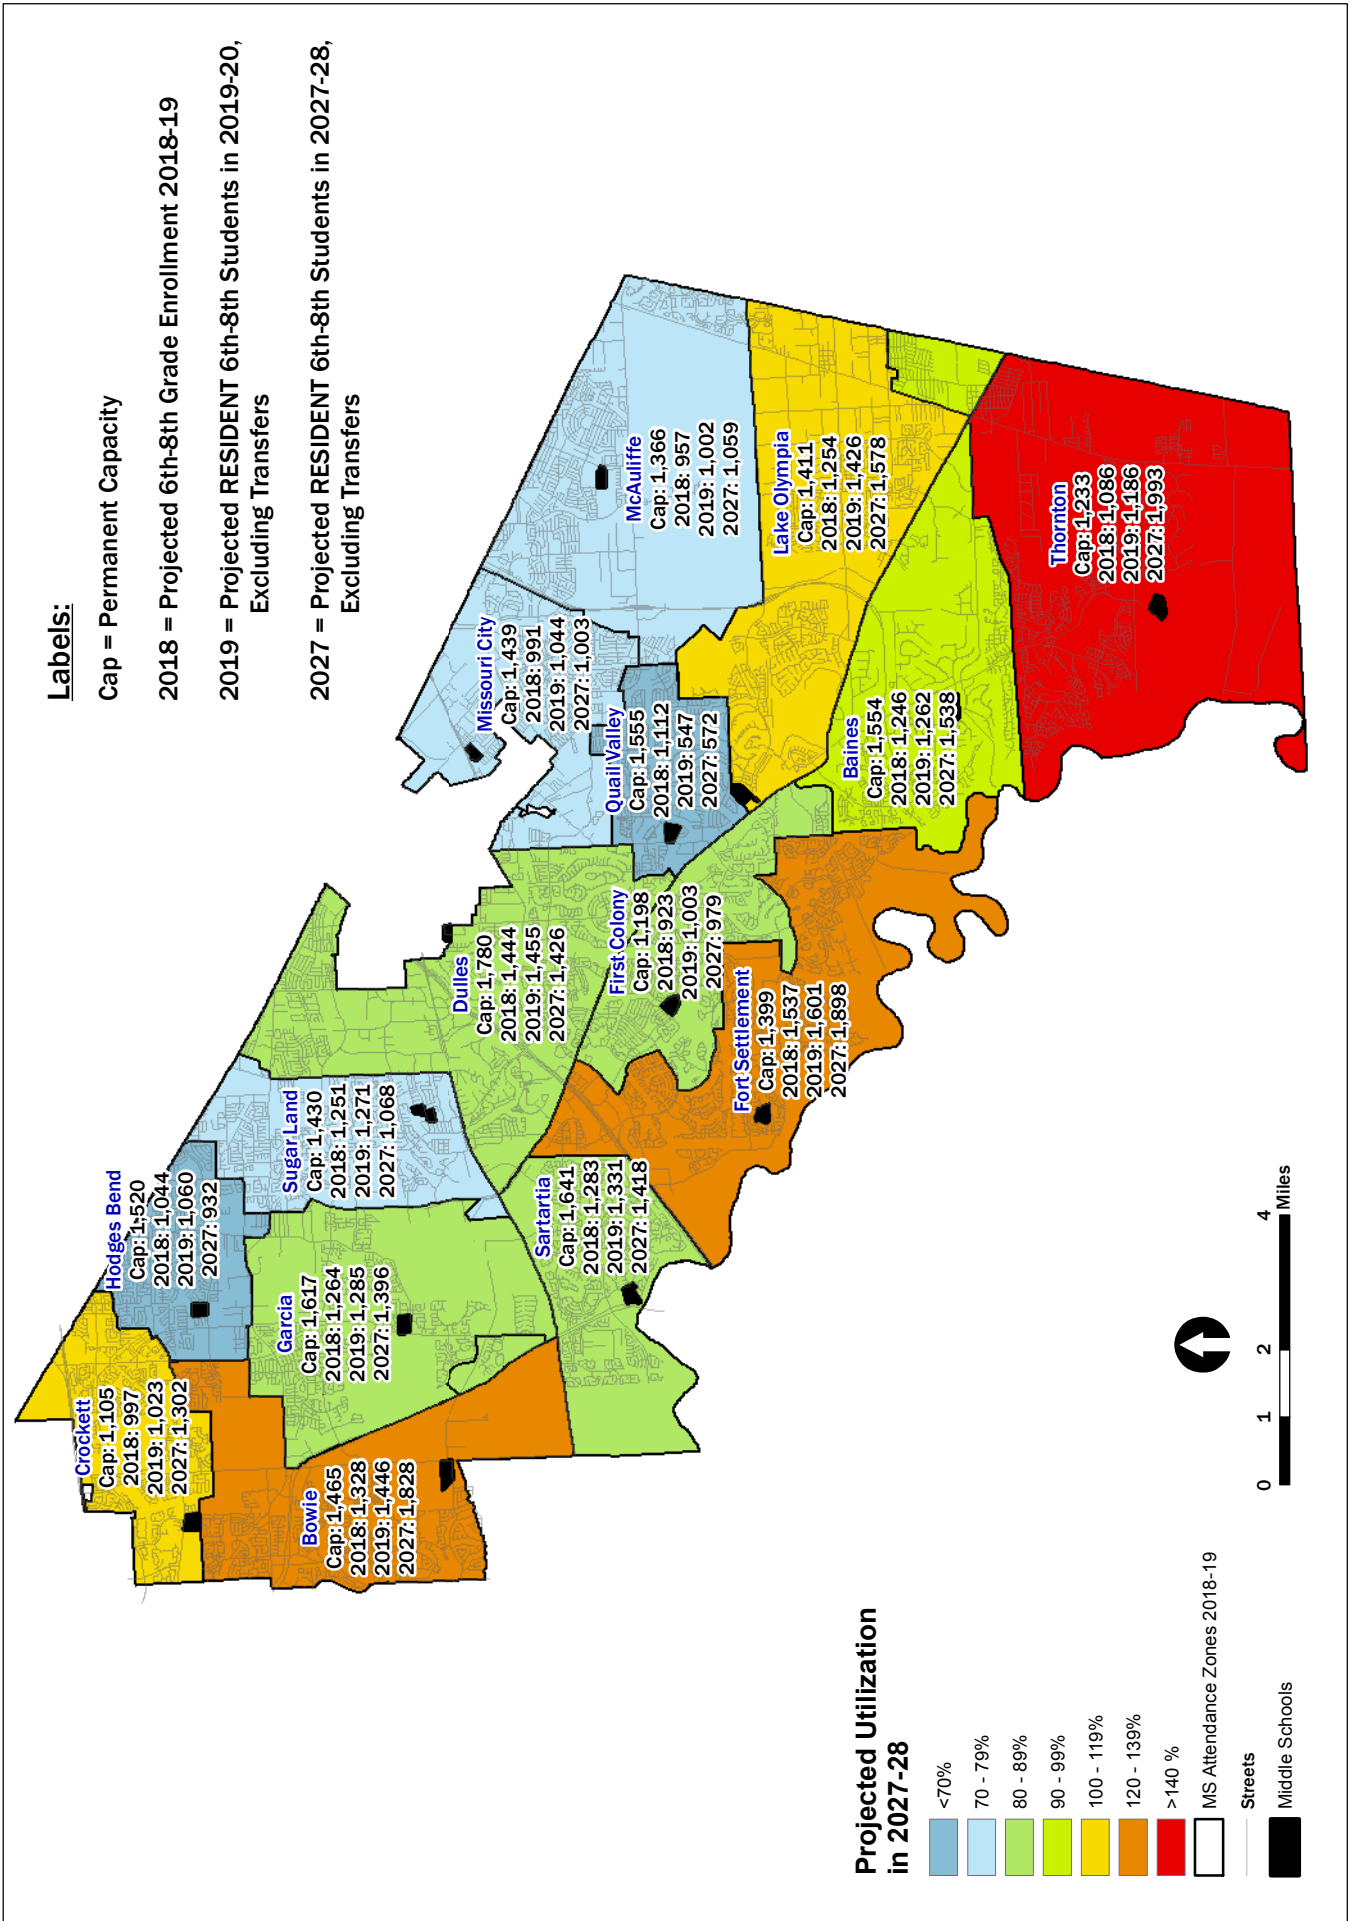 Labels:
Cap = Permanent Capacity
2018 = Projected 6th-8th Grade Enrollment 2018-19
2019 = Projected RESIDENT 6th-8th Students in 2019-20,
Excluding Transfers
2027 = Projected RESIDENT 6th-8th Students in 2027-28,
Excluding Transfers
Crockett
Cap: 1,105
2018: 997
2019: 1,023
2027: 1,302
Hodges Bend
Cap: 1,520
2018: 1,044
2019: 1,060
2027: 932
Bowie
Cap: 1,465
2018: 1,328
2019: 1,446
2027: 1,828
Garcia
Cap: 1,617
2018: 1,264
2019: 1,285
2027: 1,396
Sugar Land
Cap: 1,430
2018: 1,251
2019: 1,271
2027: 1,068
Dulles
Cap: 1,780
2018: 1,444
2019: 1,455
2027: 1,426
Missouri City
Cap: 1,439
2018: 991
2019: 1,044
2027: 1,003
Sartartia
Cap: 1,641
2018: 1,283
2019: 1,331
2027: 1,418
First Colony
Cap: 1,198
2018: 923
2019: 1,003
2027: 979
Quail Valley
Cap: 1,555
2018: 1,112
2019: 547
2027: 572
McAuliffe
Cap: 1,366
2018: 957
2019: 1,002
2027: 1,059
Fort Settlement
Cap: 1,399
2018: 1,537
2019: 1,601
2027: 1,898
Lake Olympia
Cap: 1,411
2018: 1,254
2019: 1,426
2027: 1,578
Baines
Cap: 1,554
2018: 1,246
2019: 1,262
2027: 1,538
Thornton
Cap: 1,233
2018: 1,086
2019: 1,186
2027: 1,993
Projected Utilization
in 2027-28
<70%
70 - 79%
80 - 89%
90 - 99%
100 - 119%
120 - 139%
>140 %
MS Attendance Zones 2018-19
Streets
Middle Schools
0 1 2 4
Miles